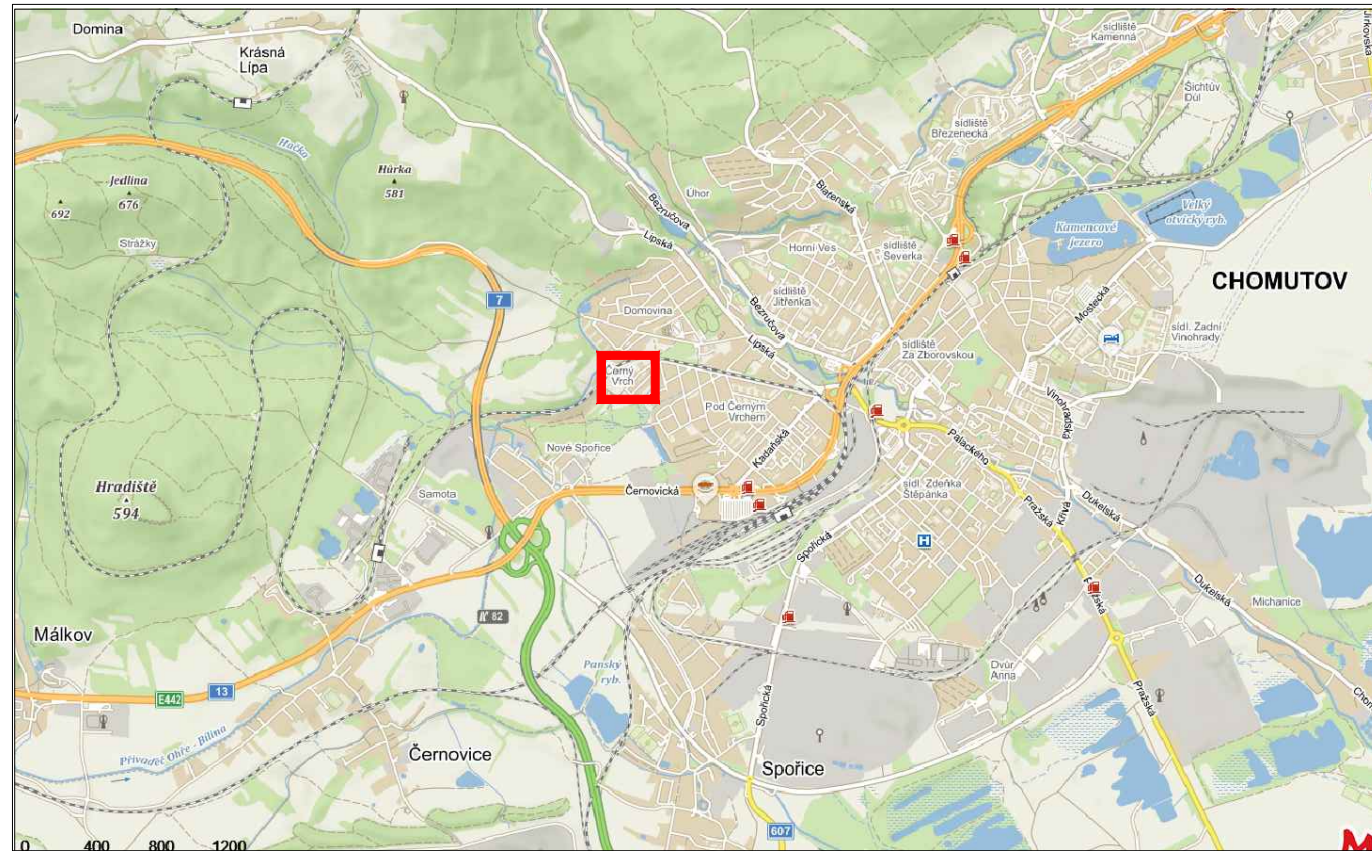 Domina
Krásná
Lípa
sídliště
Kamenná
Jirkovská
Šichtův
Důl
sídliště
Březenecká
Hačka
Hůrka
581
Jedlina
676
692
Strážky
Úhor
Blatenská
Bezručova
Lipská
Velký
otvický ryb.
Kamencové
jezero
Horní Ves
sídliště
Severka
CHOMUTOV
7
sídliště
Jitřenka
Mostecká
Domovina
Bezručova
Lipská
sídl. Zadní
Vinohrady
sídliště
Za Zborovskou
Černý
Vrch
Vinohradská
Pod Černým
Vrchem
Kadaňská
Palackého
Nové Spořice
Hradiště
594
Samota
Černovická
sídl. Zdeňka
Štěpánka
Pražská
Křivá
Dukelská
H
Spořická
Dukelská
Michanice
82
Pražská
Málkov
Dvůr
Anna
Panský
ryb.
E442
13
Spořická
Pražská
Přivaděč Ohře - Bílina
Černovice
Spořice
607
0 400 800 1200
M